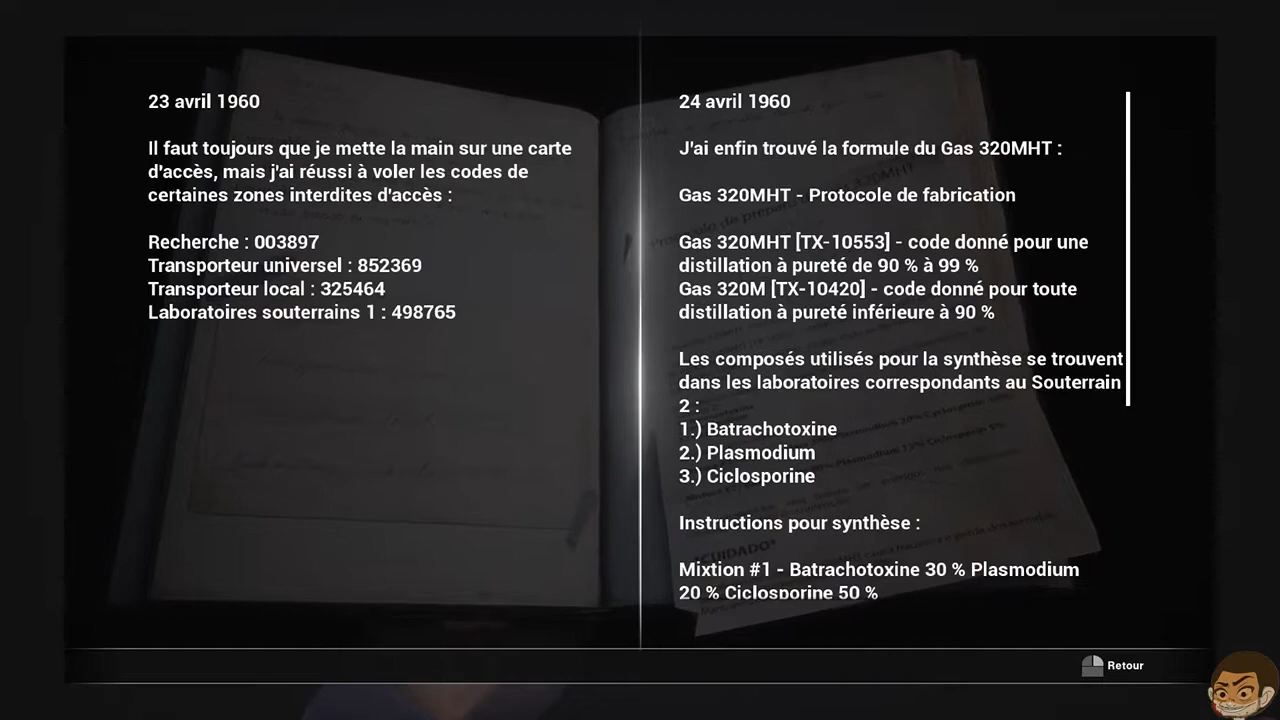 23 avril 1960
Il faut toujours que je mette la main sur une carte
d'accès, mais j'ai réussi à voler les codes de
certaines zones interdites d'accès :
Recherche : 003897
Transporteur universel : 852369
Transporteur local : 325464
Laboratoires souterrains 1 : 498765
24 avril 1960
J'ai enfin trouvé la formule du Gas 320MHT :
Gas 320MHT - Protocole de fabrication
Gas 320MHT [TX-10553] - code donné pour une
distillation à pureté de 90 % à 99 %
Gas 320M [TX-10420] - code donné pour toute
distillation à pureté inférieure à 90 %
Les composés utilisés pour la synthèse se trouvent
dans les laboratoires correspondants au Souterrain
2 :
1.) Batrachotoxine
2.) Plasmodium
3.) Ciclosporine
Instructions pour synthèse :
Mixtion #1 - Batrachotoxine 30 % Plasmodium
20 % Ciclosporine 50 %
CUIDADO*
Retour